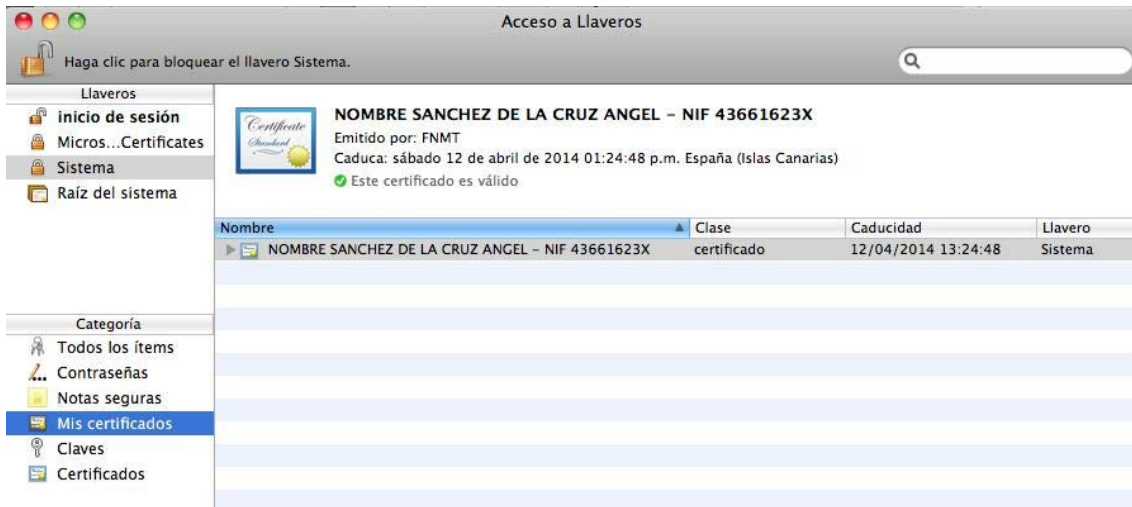 Acceso a Llaveros
Haga clic para bloquear el llavero Sistema.
Llaveros
inicio de sesión
Micros...Certificates
Sistema
Raíz del sistema
Certificate
Standard
NOMBRE SANCHEZ DE LA CRUZ ANGEL – NIF 43661623X
Emitido por: FNMT
Caduca: sábado 12 de abril de 2014 01:24:48 p.m. España (Islas Canarias)
Este certificado es válido
Nombre Clase Caducidad Llavero
NOMBRE SANCHEZ DE LA CRUZ ANGEL – NIF 43661623X certificado 12/04/2014 13:24:48 Sistema
Categoría
Todos los ítems
Contraseñas
Notas seguras
Mis certificados
Claves
Certificados